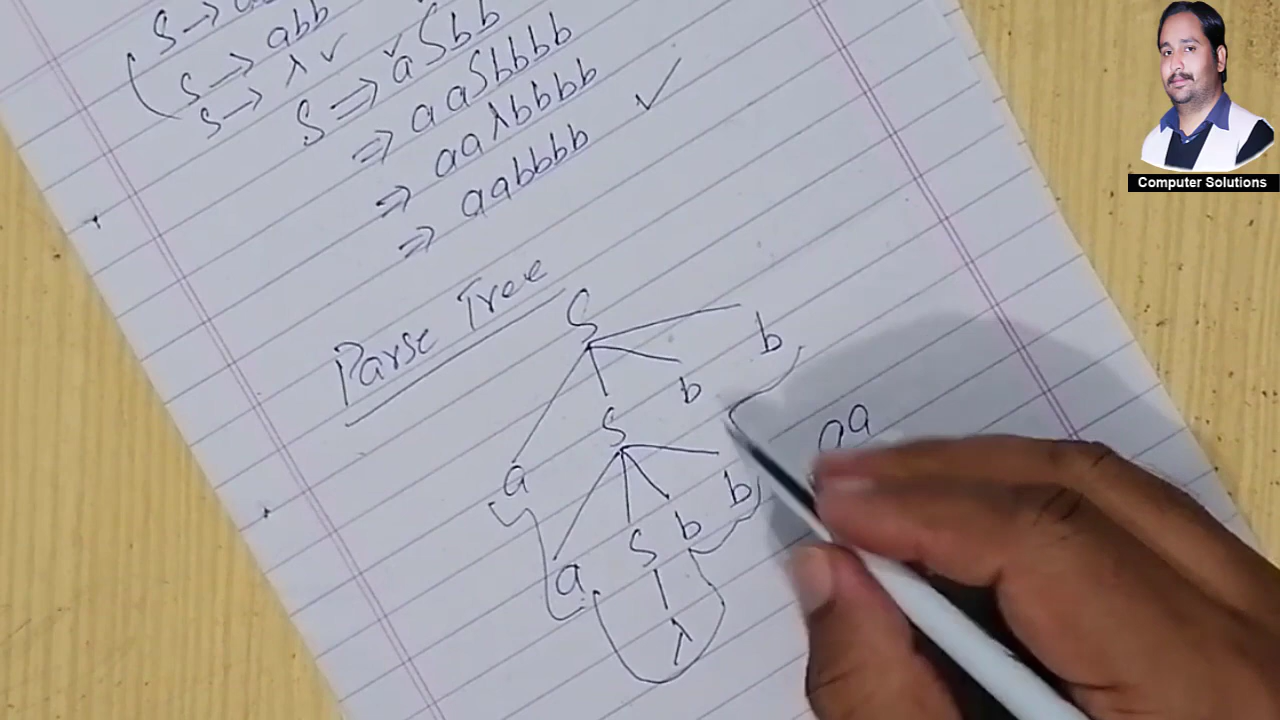 S → a
S → abb
S → λ ✓
S ⇒ aSbb
⇒ aaSbbbb
⇒ aaλbbbb
⇒ aabbbb ✓
Parse Tree
S
a S b b
a S b b
λ
aa
Computer Solutions